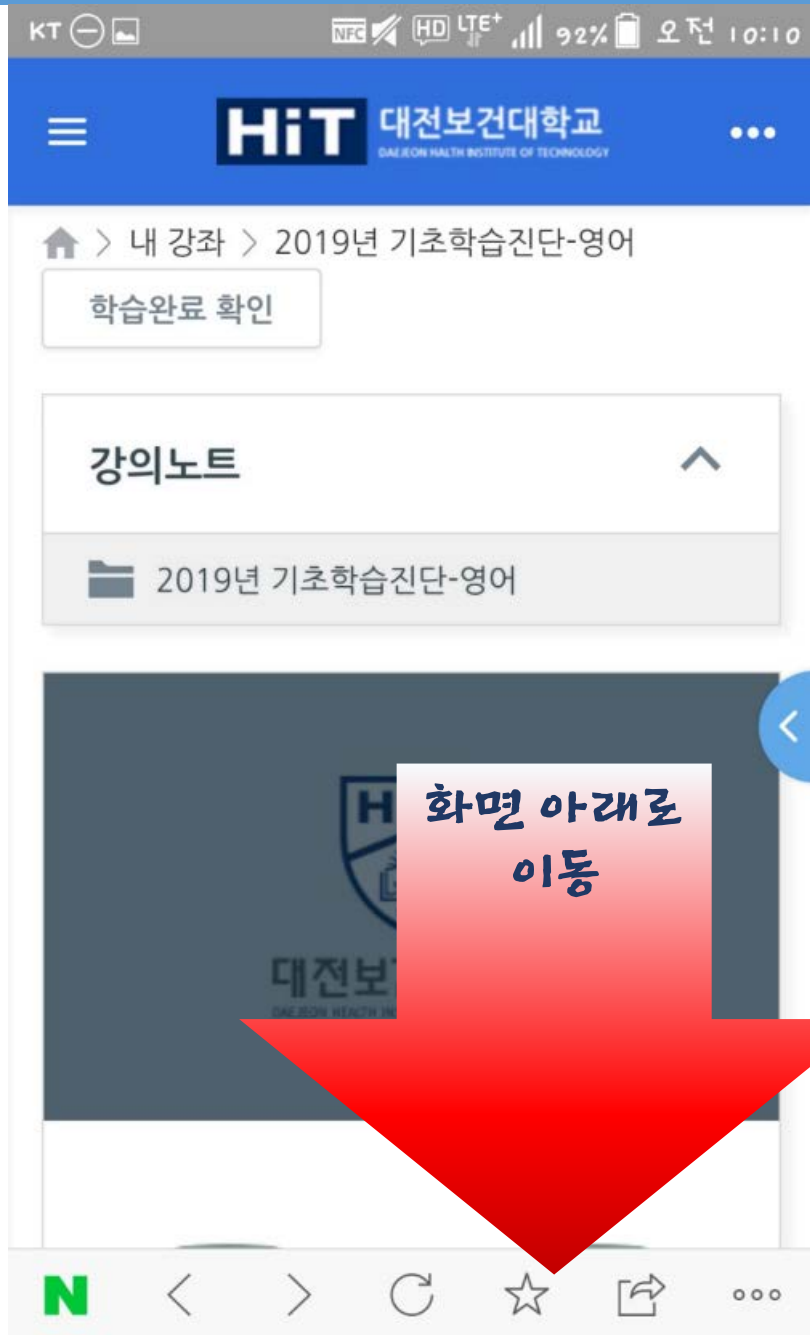 KT NFC HD LTE+ 92% 오전 10:10
HiT 대전보건대학교
DAEJEON HALTH INSTITUTE OF TECHNOLOGY
> 내 강좌 > 2019년 기초학습진단-영어
학습완료 확인
강의노트
2019년 기초학습진단-영어
화면 아래로
이동
대전보
N